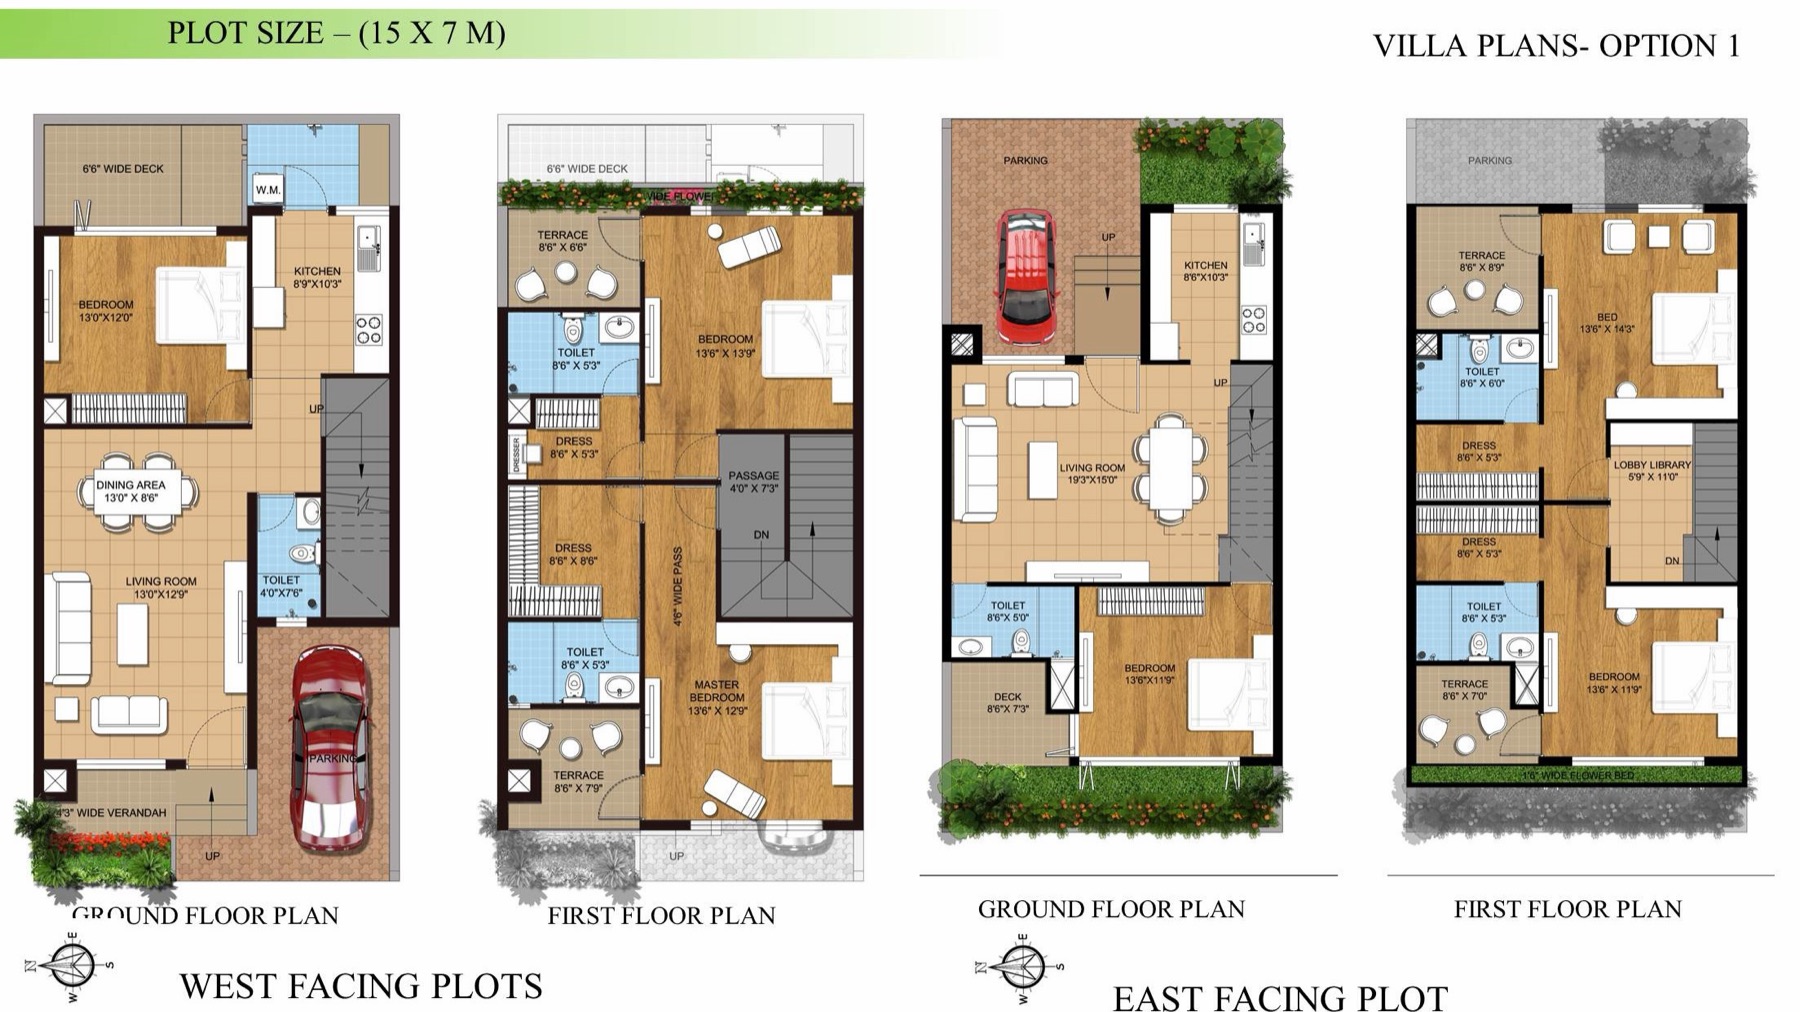 PLOT SIZE – (15 X 7 M)
VILLA PLANS- OPTION 1
6'6" WIDE DECK
W.M.
KITCHEN
8'9"X10'3"
BEDROOM
13'0"X12'0"
UP
DINING AREA
13'0" X 8'6"
LIVING ROOM
13'0"X12'9"
TOILET
4'0"X7'6"
PARKING
4'3" WIDE VERANDAH
UP
GROUND FLOOR PLAN
6'6" WIDE DECK
WIDE FLOWER
TERRACE
8'6" X 6'6"
BEDROOM
13'6" X 13'9"
TOILET
8'6" X 5'3"
DRESS
8'6" X 5'3"
DRESSER
PASSAGE
4'0" X 7'3"
DN
DRESS
8'6" X 8'6"
4'6" WIDE PASS
TOILET
8'6" X 5'3"
MASTER
BEDROOM
13'6" X 12'9"
TERRACE
8'6" X 7'9"
UP
FIRST FLOOR PLAN
E
N
S
W
WEST FACING PLOTS
PARKING
UP
KITCHEN
8'6"X10'3"
UP
LIVING ROOM
19'3"X15'0"
TOILET
8'6"X 5'0"
BEDROOM
13'6"X11'9"
DECK
8'6"X 7'3"
GROUND FLOOR PLAN
PARKING
TERRACE
8'6" X 8'9"
BED
13'6" X 14'3"
TOILET
8'6" X 6'0"
DRESS
8'6" X 5'3"
LOBBY LIBRARY
5'9" X 11'0"
DRESS
8'6" X 5'3"
DN
TOILET
8'6" X 5'3"
TERRACE
8'6" X 7'0"
BEDROOM
13'6" X 11'9"
1'6" WIDE FLOWER BED
FIRST FLOOR PLAN
E
N
S
W
EAST FACING PLOT